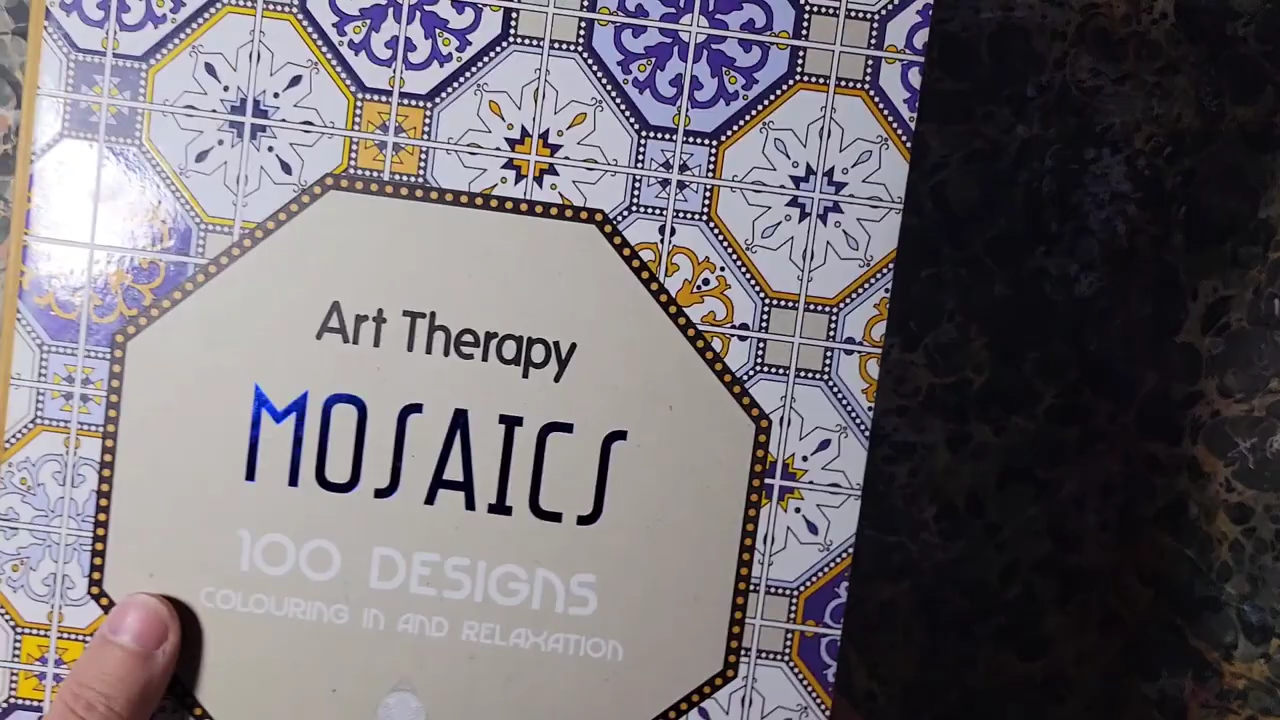 Art Therapy
MOSAICS
100 DESIGNS
COLOURING IN AND RELAXATION